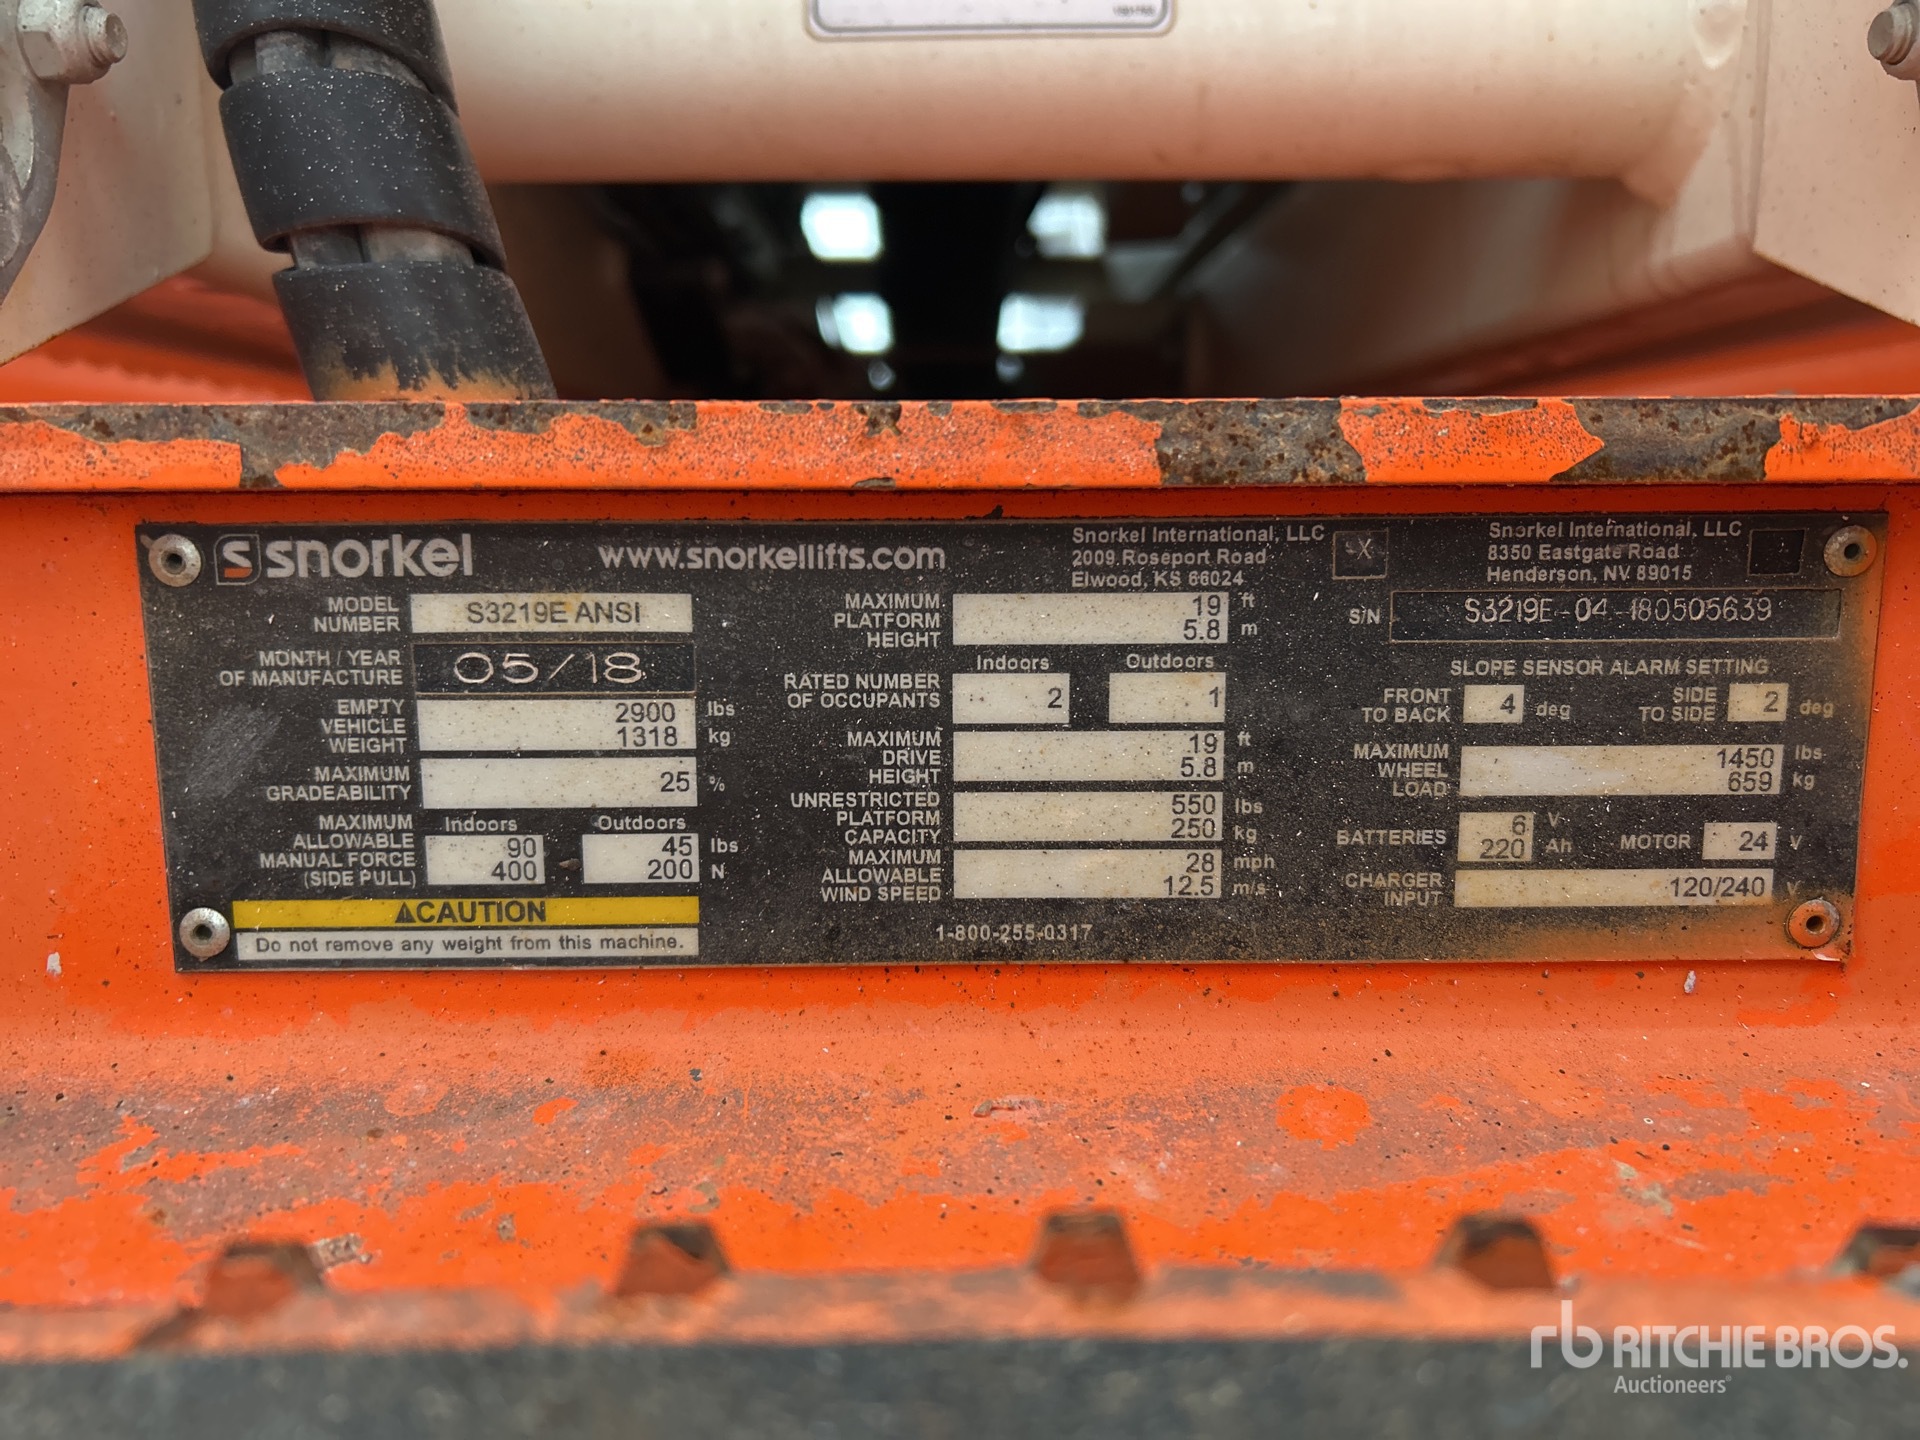 snorkel
www.snorkellifts.com
Snorkel International, LLC
2009 Roseport Road
Elwood, KS 66024
X
Snorkel International, LLC
8350 Eastgate Road
Henderson, NV 89015
MODEL
NUMBER
S3219E ANSI
MONTH / YEAR
OF MANUFACTURE
05/18
EMPTY
VEHICLE
WEIGHT
2900 lbs
1318 kg
MAXIMUM
GRADEABILITY
25 %
MAXIMUM
ALLOWABLE
MANUAL FORCE
(SIDE PULL)
Indoors
90
400
Outdoors
45 lbs
200 N
CAUTION
Do not remove any weight from this machine.
MAXIMUM
PLATFORM
HEIGHT
19 ft
5.8 m
RATED NUMBER
OF OCCUPANTS
Indoors
2
Outdoors
1
MAXIMUM
DRIVE
HEIGHT
19 ft
5.8 m
UNRESTRICTED
PLATFORM
CAPACITY
550 lbs
250 kg
MAXIMUM
ALLOWABLE
WIND SPEED
28 mph
12.5 m/s
1-800-255-0317
S/N S3219E-04-180505639
SLOPE SENSOR ALARM SETTING
FRONT
TO BACK
4 deg
SIDE
TO SIDE
2 deg
MAXIMUM
WHEEL
LOAD
1450 lbs
659 kg
BATTERIES
6 V
220 Ah
MOTOR 24 V
CHARGER
INPUT
120/240 V
rb RITCHIE BROS.
Auctioneers